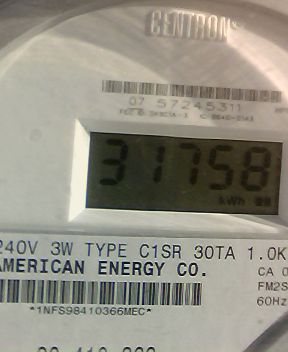 CENTRON®
07 57245311
31758
kWh
240V 3W TYPE C1SR 30TA 1.0K
AMERICAN ENERGY CO.
CA 0
FM2S
60Hz
*1NFS98410366MEC*